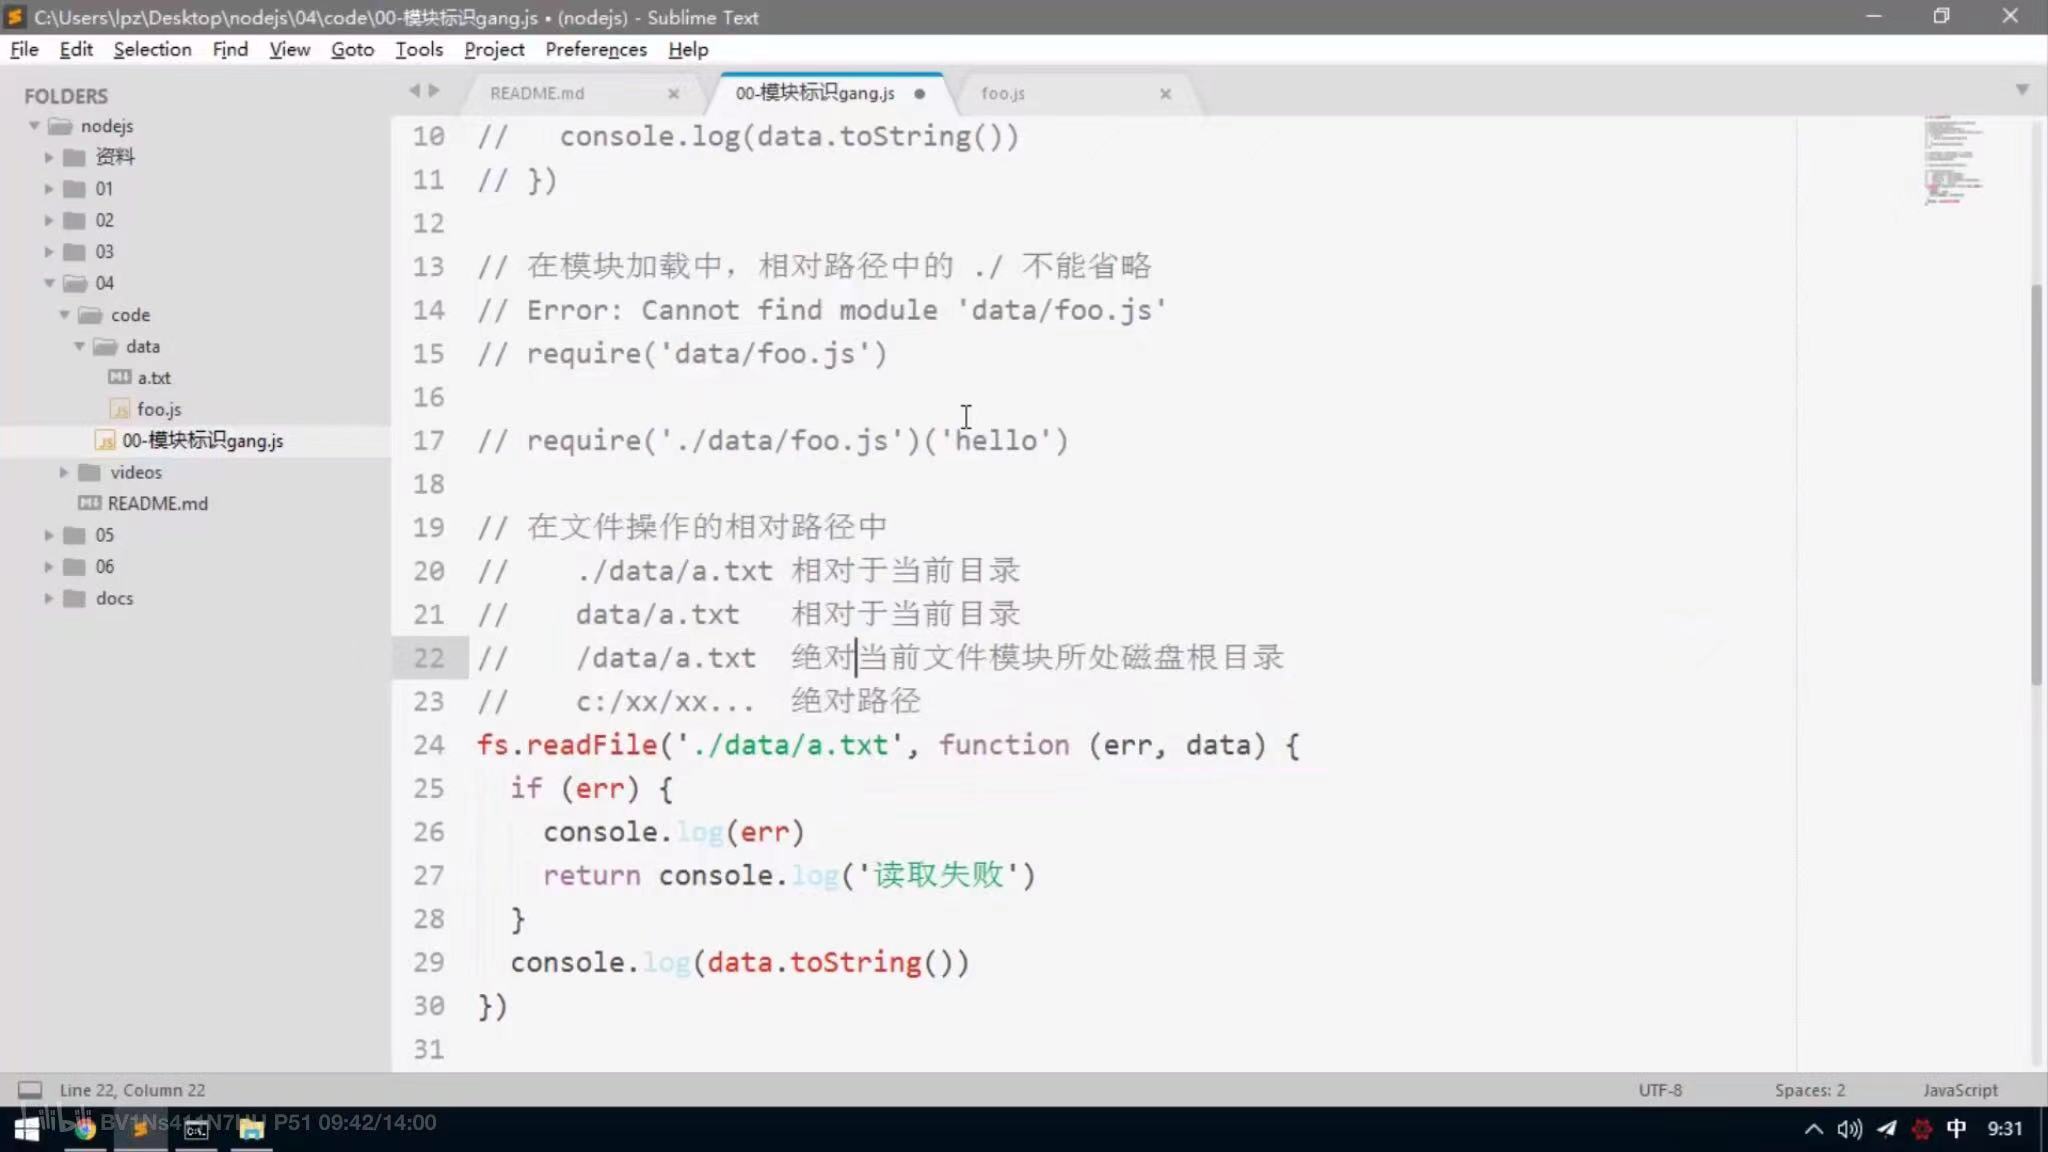 C:\Users\lpz\Desktop\nodejs\04\code\00-模块标识gang.js • (nodejs) - Sublime Text
File Edit Selection Find View Goto Tools Project Preferences Help
FOLDERS
nodejs
资料
01
02
03
04
code
data
a.txt
foo.js
00-模块标识gang.js
videos
README.md
05
06
docs
README.md
00-模块标识gang.js
foo.js
10 //   console.log(data.toString())
11 // })
12
13 // 在模块加载中，相对路径中的 ./ 不能省略
14 // Error: Cannot find module 'data/foo.js'
15 // require('data/foo.js')
16
17 // require('./data/foo.js')('hello')
18
19 // 在文件操作的相对路径中
20 //    ./data/a.txt 相对于当前目录
21 //    data/a.txt   相对于当前目录
22 //    /data/a.txt  绝对当前文件模块所处磁盘根目录
23 //    c:/xx/xx...  绝对路径
24 fs.readFile('./data/a.txt', function (err, data) {
25   if (err) {
26     console.log(err)
27     return console.log('读取失败')
28   }
29   console.log(data.toString())
30 })
31
Line 22, Column 22
UTF-8
Spaces: 2
JavaScript
P51 09:42/14:00
中
9:31